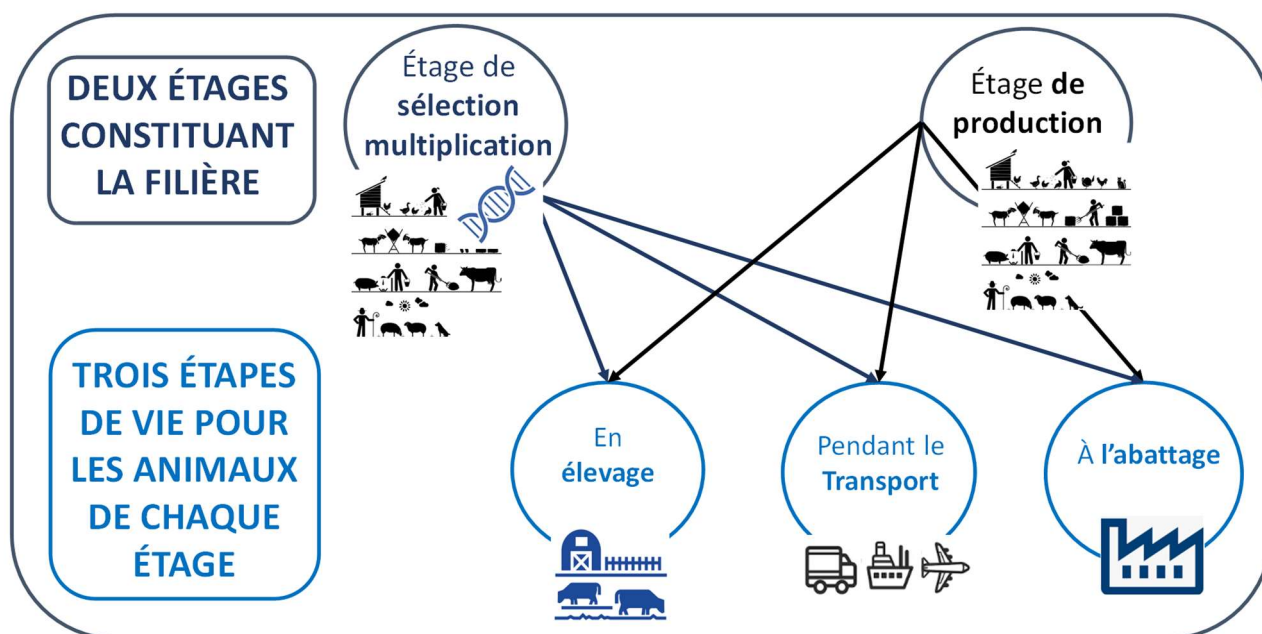 DEUX ÉTAGES
CONSTITUANT
LA FILIÈRE
Étage de
sélection
multiplication
Étage de
production
TROIS ÉTAPES
DE VIE POUR
LES ANIMAUX
DE CHAQUE
ÉTAGE
En
élevage
Pendant le
Transport
À l’abattage